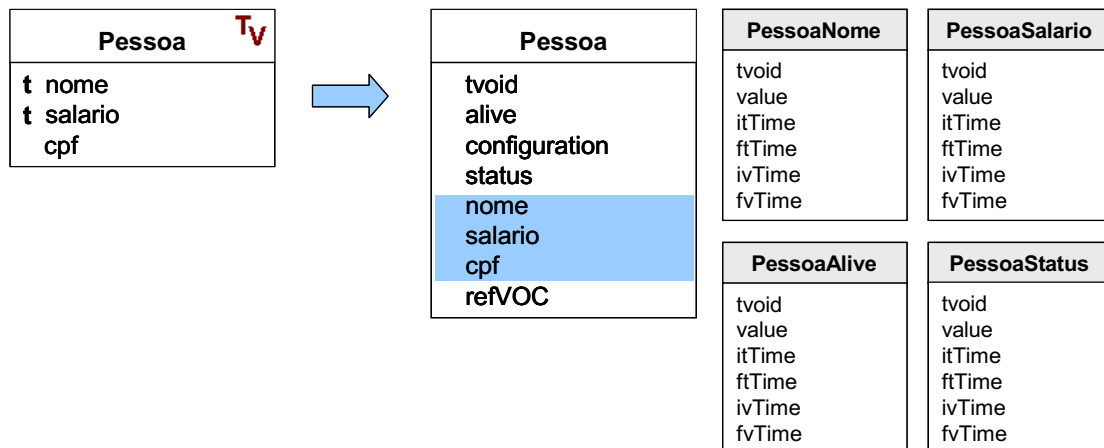 Pessoa
TV
t nome
t salario
cpf
Pessoa
tvoid
alive
configuration
status
nome
salario
cpf
refVOC
PessoaNome
tvoid
value
itTime
ftTime
ivTime
fvTime
PessoaSalario
tvoid
value
itTime
ftTime
ivTime
fvTime
PessoaAlive
tvoid
value
itTime
ftTime
ivTime
fvTime
PessoaStatus
tvoid
value
itTime
ftTime
ivTime
fvTime